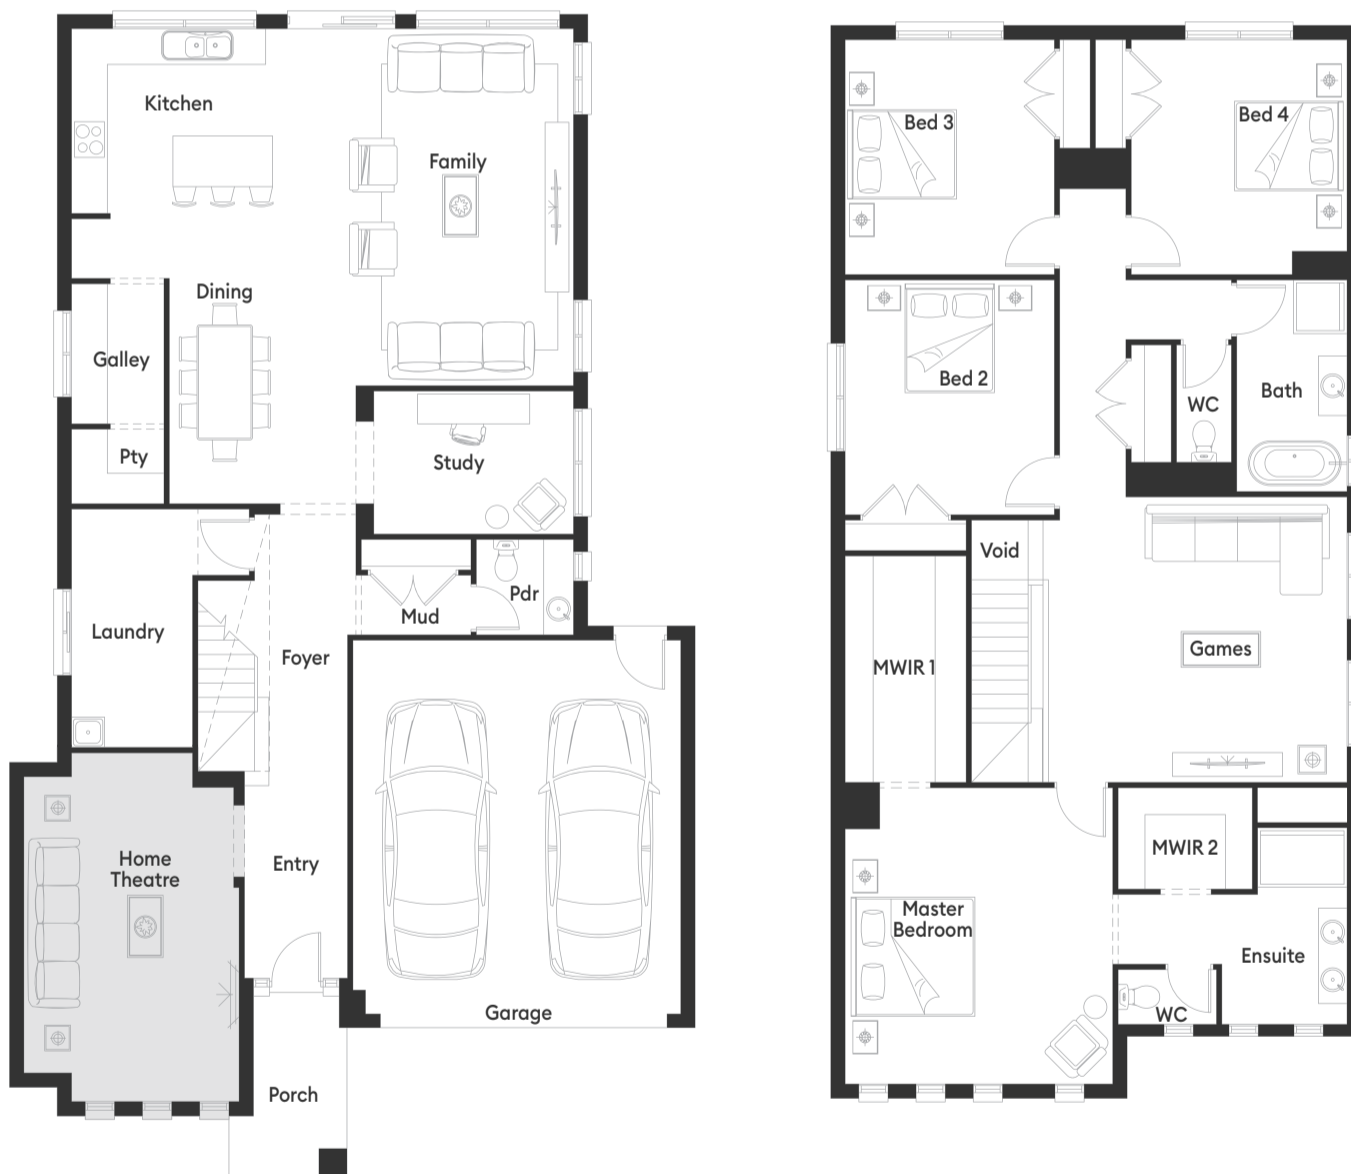 Kitchen
Family
Dining
Galley
Pty
Study
Pdr
Mud
Laundry
Foyer
Home
Theatre
Entry
Garage
Porch
Bed 3
Bed 4
Bed 2
WC
Bath
Void
MWIR 1
Games
MWIR 2
Master
Bedroom
Ensuite
WC